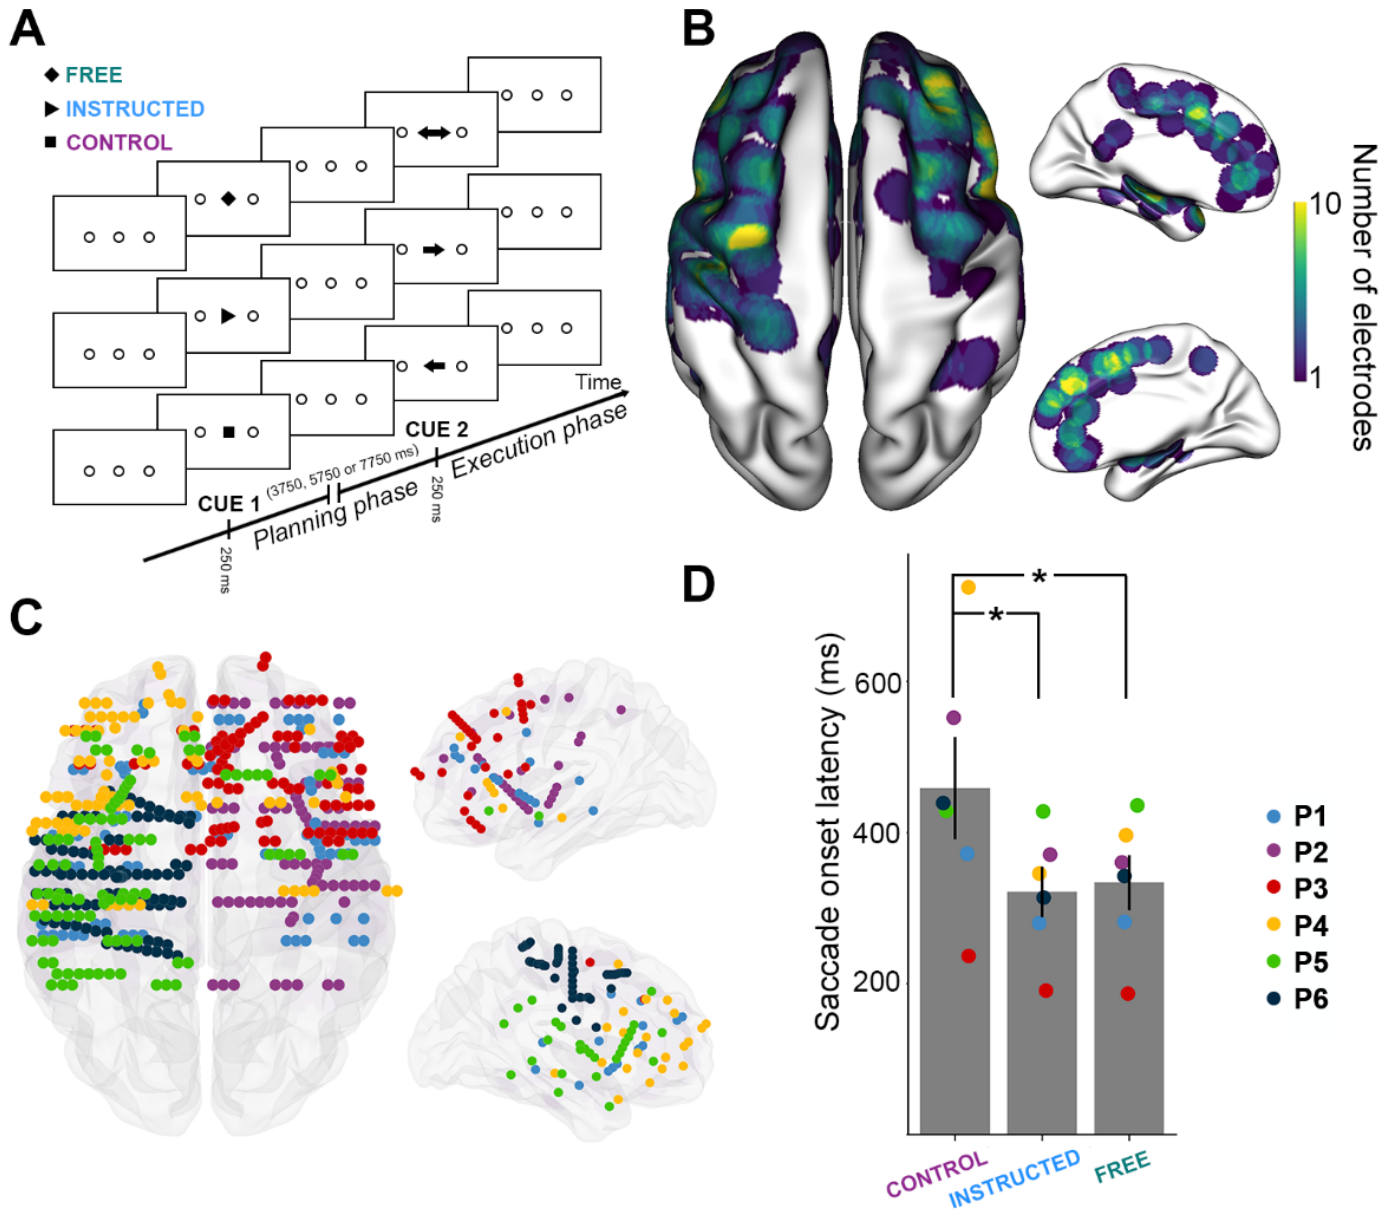 A
FREE
INSTRUCTED
CONTROL
CUE 1
250 ms
(3750, 5750 or 7750 ms)
Planning phase
CUE 2
250 ms
Execution phase
Time
B
10
1
Number of electrodes
C
D
*
*
Saccade onset latency (ms)
600
400
200
CONTROL
INSTRUCTED
FREE
P1
P2
P3
P4
P5
P6